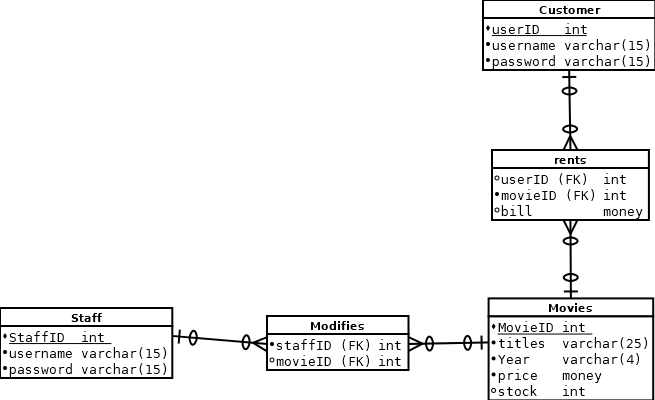 Customer
userID int
username varchar(15)
password varchar(15)
rents
userID (FK) int
movieID (FK) int
bill money
Movies
MovieID int
titles varchar(25)
Year varchar(4)
price money
stock int
Staff
StaffID int
username varchar(15)
password varchar(15)
Modifies
staffID (FK) int
movieID (FK) int